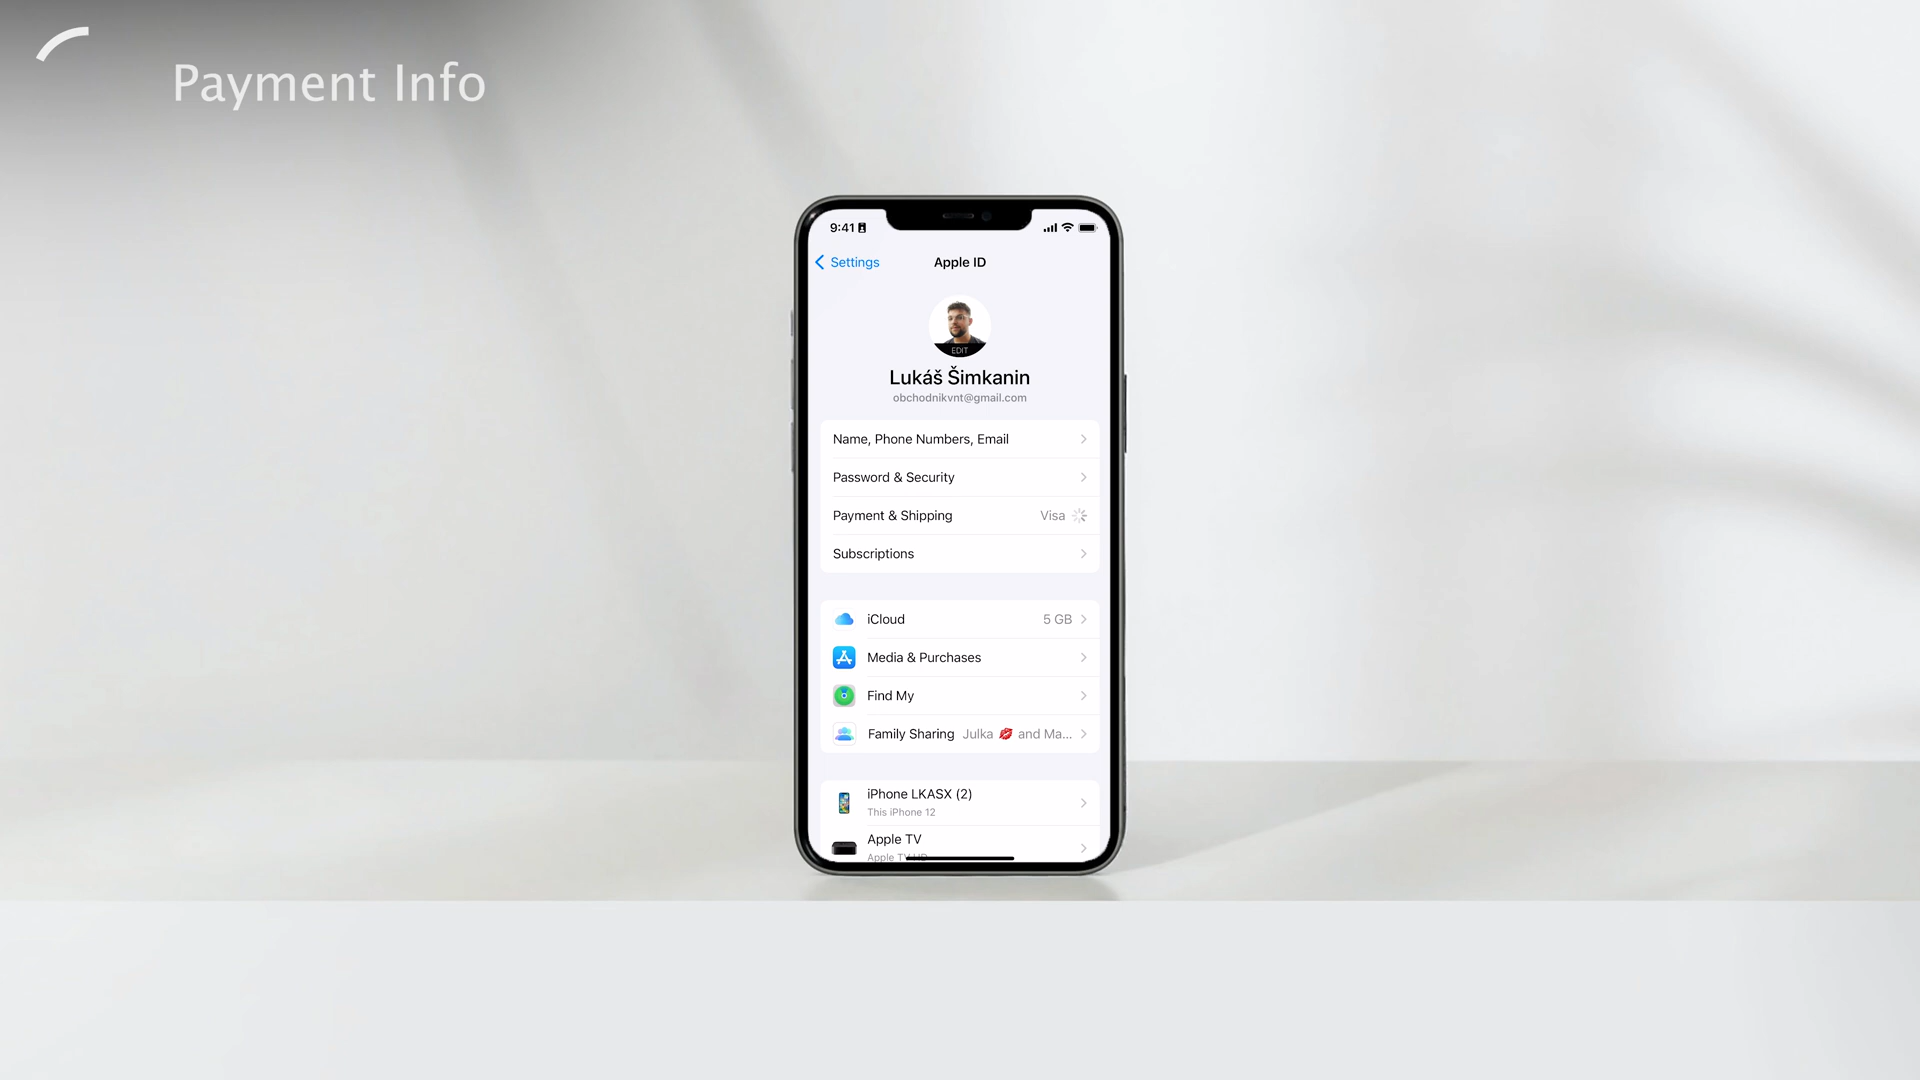 Payment Info
9:41
Settings
Apple ID
EDIT
Lukáš Šimkanin
obchodnikvnt@gmail.com
Name, Phone Numbers, Email
Password & Security
Payment & Shipping Visa
Subscriptions
iCloud 5 GB
Media & Purchases
Find My
Family Sharing Julka 💋 and Ma...
iPhone LKASX (2)
This iPhone 12
Apple TV
Apple TV HD